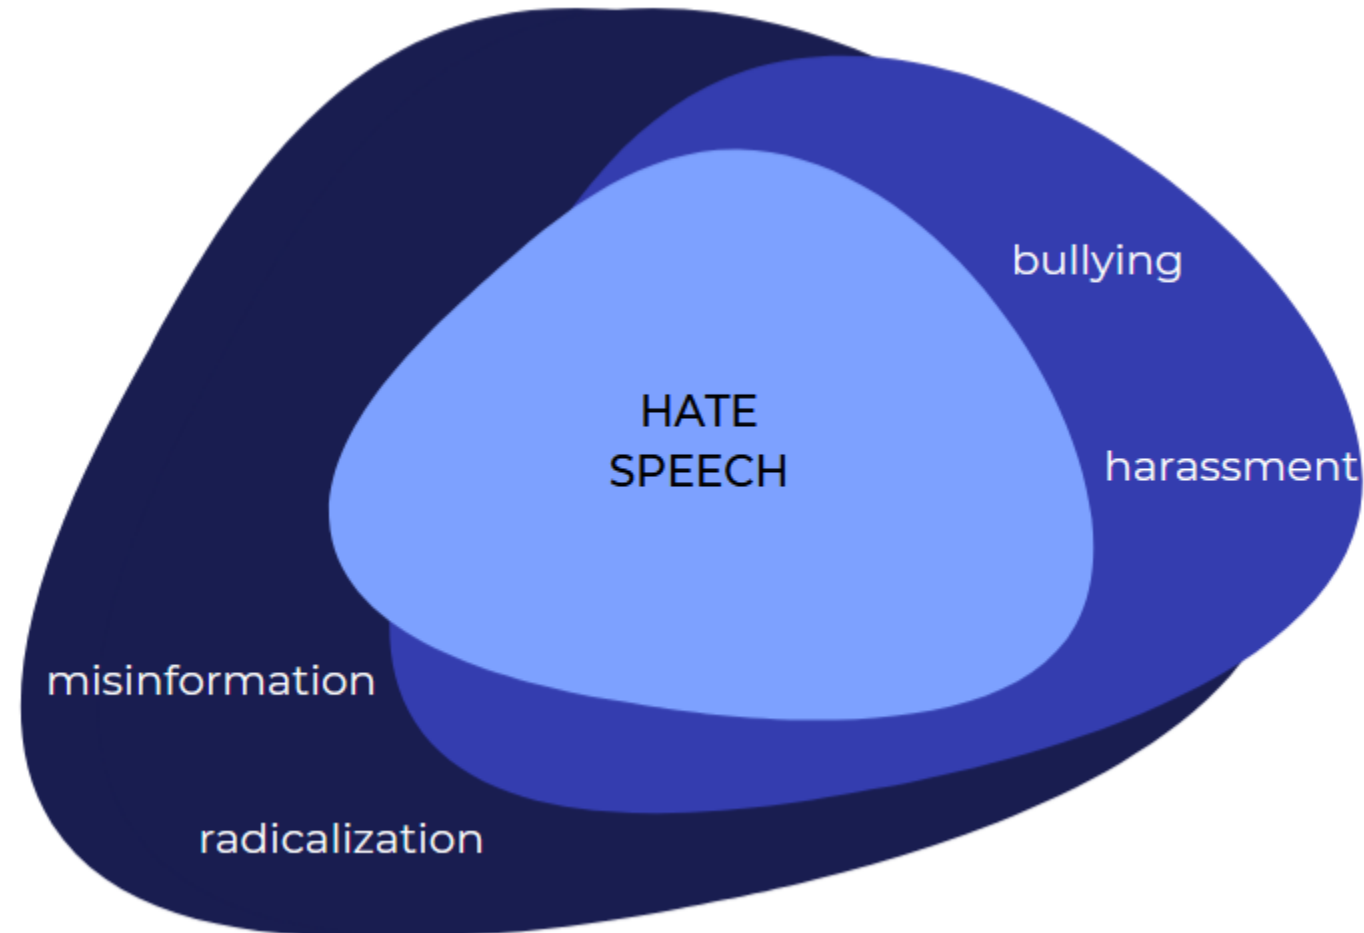 bullying
HATE
SPEECH
harassment
misinformation
radicalization